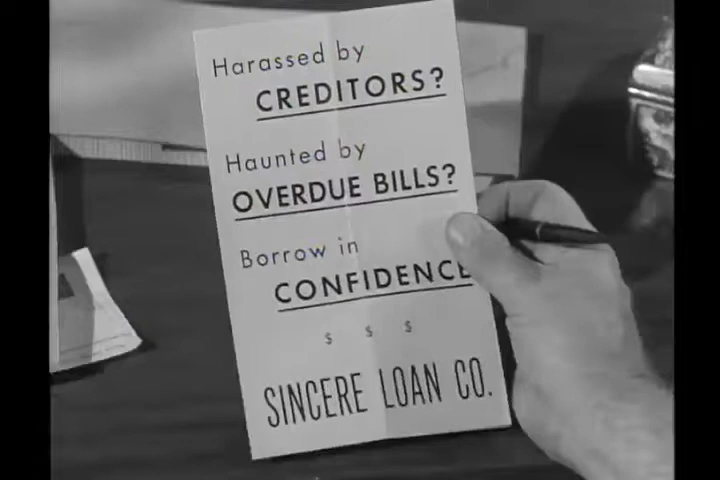 Harassed by
CREDITORS?
Haunted by
OVERDUE BILLS?
Borrow in
CONFIDENCE
$ $ $
SINCERE LOAN CO.